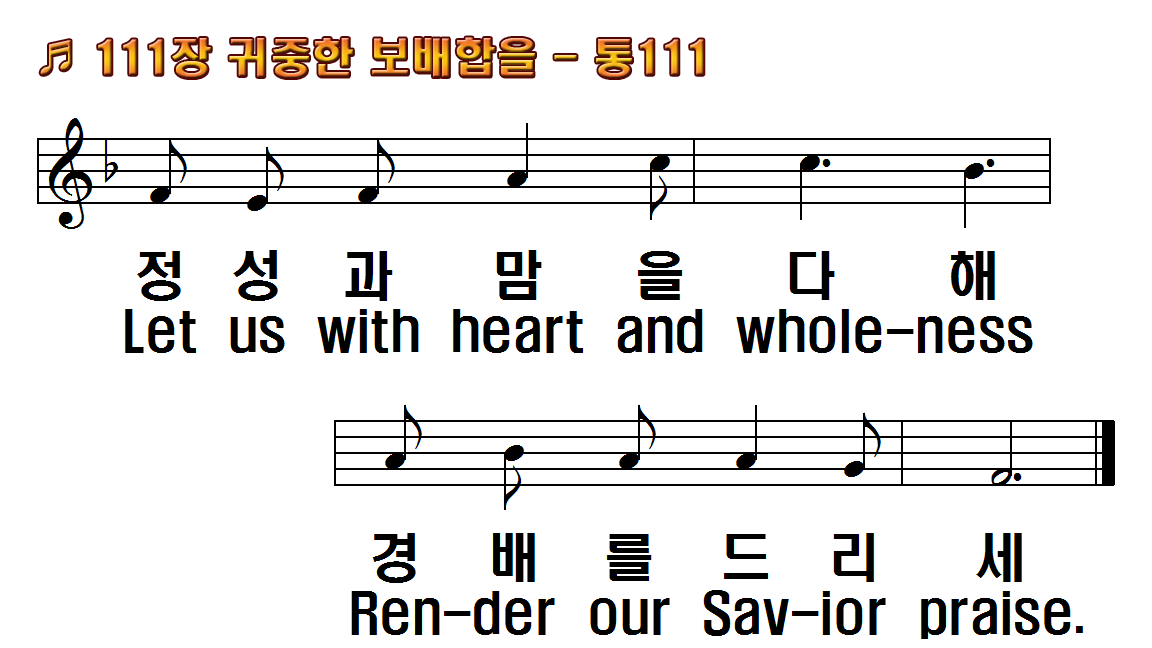 111장 귀중한 보배합을 - 통111
정 성 과 맘 을 다 해
Let us with heart and whole-ness
경 배 를 드 리 세
Ren-der our Sav-ior praise.